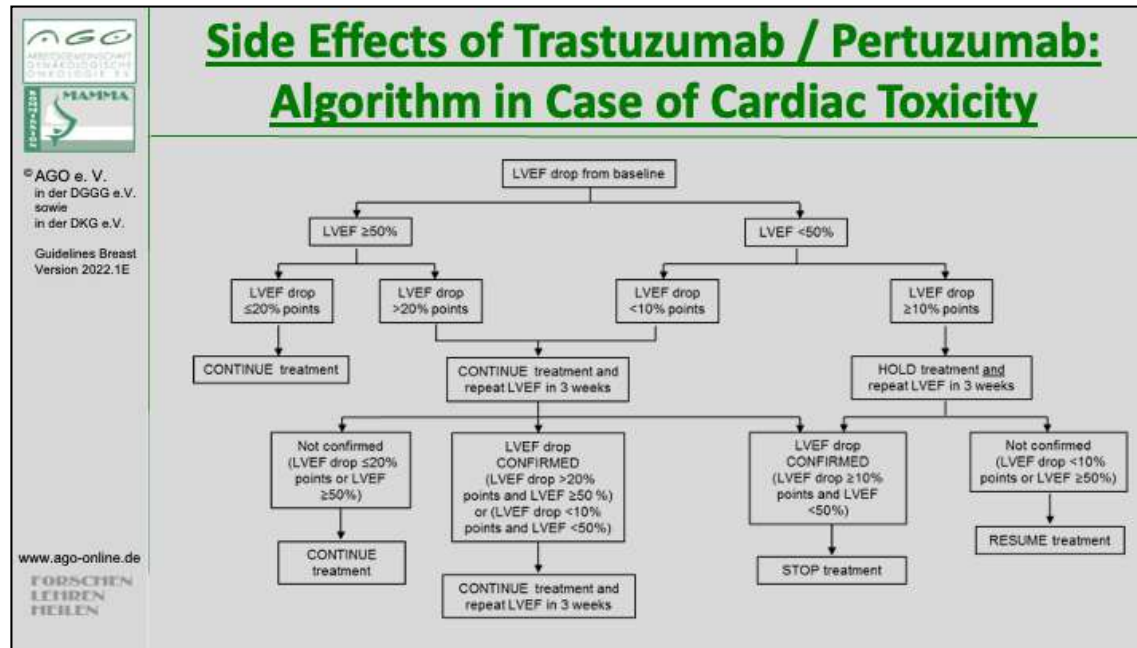 AGO
ARBEITSGEMEINSCHAFT
GYNÄKOLOGISCHE
ONKOLOGIE E.V.
MAMMA
© AGO e. V.
in der DGGG e.V.
sowie
in der DKG e.V.
Guidelines Breast
Version 2022.1E
www.ago-online.de
FORSCHEN
LEHREN
HEILEN
Side Effects of Trastuzumab / Pertuzumab:
Algorithm in Case of Cardiac Toxicity
LVEF drop from baseline
LVEF ≥50%
LVEF <50%
LVEF drop
≤20% points
LVEF drop
>20% points
LVEF drop
<10% points
LVEF drop
≥10% points
CONTINUE treatment
CONTINUE treatment and
repeat LVEF in 3 weeks
HOLD treatment and
repeat LVEF in 3 weeks
Not confirmed
(LVEF drop ≤20%
points or LVEF
≥50%)
LVEF drop
CONFIRMED
(LVEF drop >20%
points and LVEF ≥50 %)
or (LVEF drop <10%
points and LVEF <50%)
LVEF drop
CONFIRMED
(LVEF drop ≥10%
points and LVEF
<50%)
Not confirmed
(LVEF drop <10%
points or LVEF ≥50%)
CONTINUE
treatment
CONTINUE treatment and
repeat LVEF in 3 weeks
STOP treatment
RESUME treatment